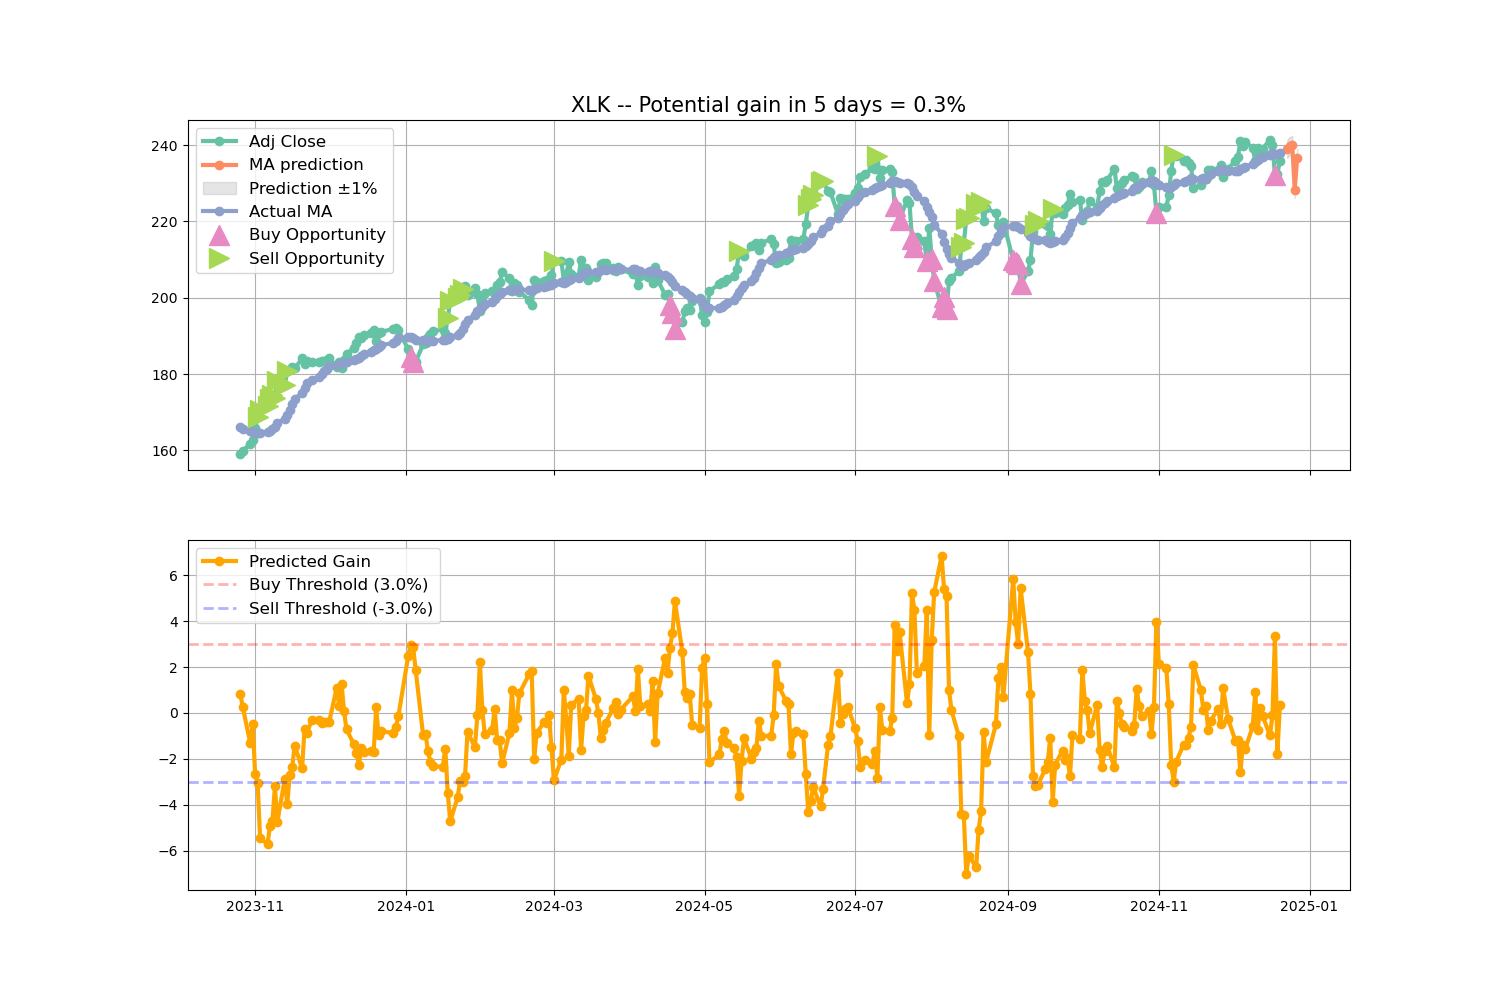 XLK -- Potential gain in 5 days = 0.3%
Adj Close
MA prediction
Prediction ±1%
Actual MA
Buy Opportunity
Sell Opportunity
240
220
200
180
160
Predicted Gain
Buy Threshold (3.0%)
Sell Threshold (-3.0%)
6
4
2
0
−2
−4
−6
2023-11 2024-01 2024-03 2024-05 2024-07 2024-09 2024-11 2025-01